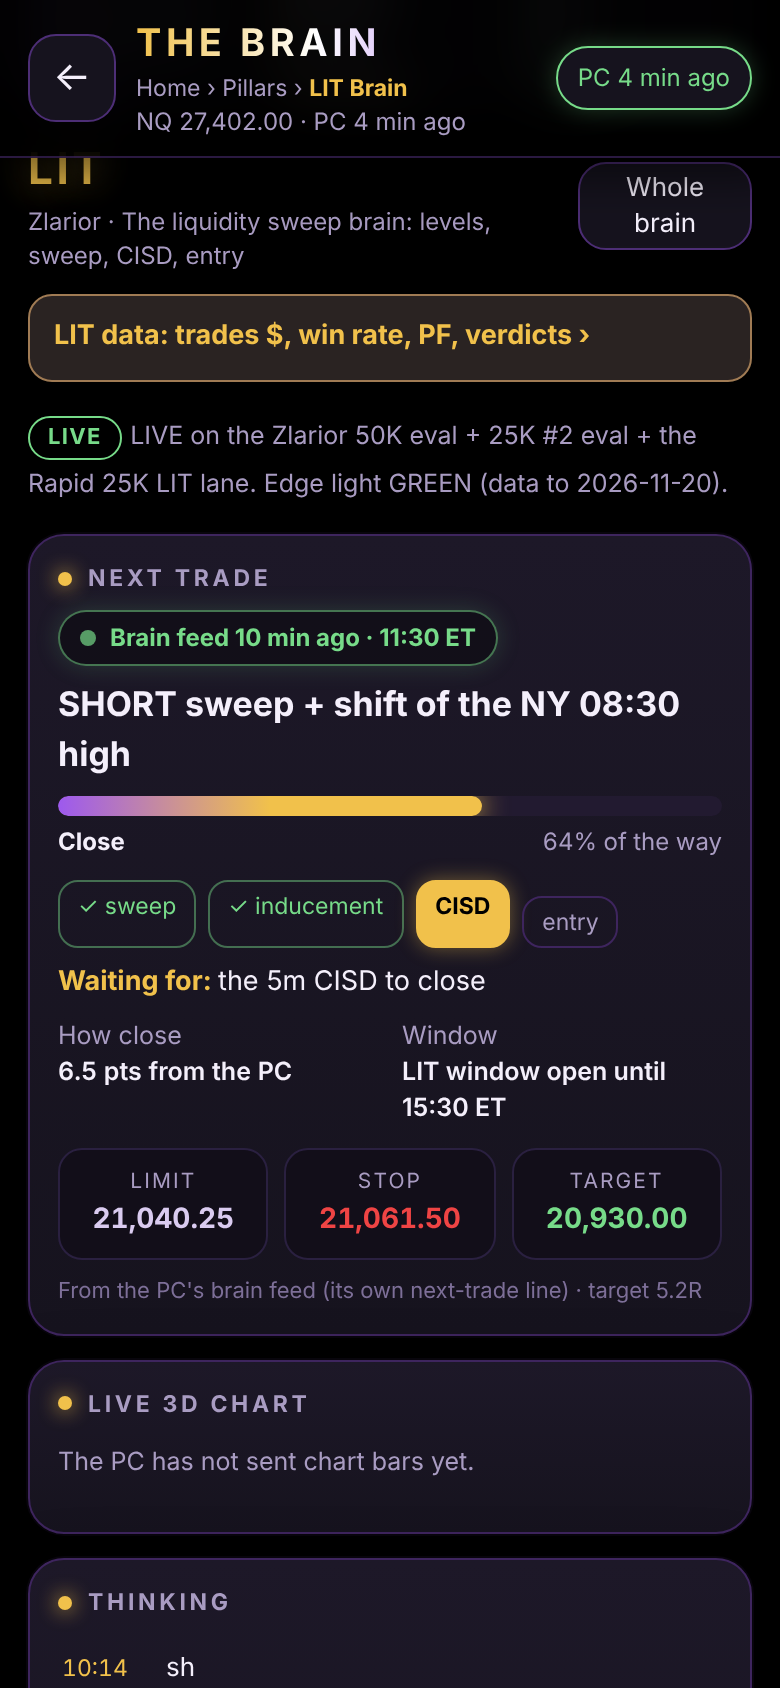 THE BRAIN
Home › Pillars › LIT Brain
NQ 27,402.00 · PC 4 min ago
PC 4 min ago
LIT
Zlarior · The liquidity sweep brain: levels,
sweep, CISD, entry
Whole
brain
LIT data: trades $, win rate, PF, verdicts ›
LIVE LIVE on the Zlarior 50K eval + 25K #2 eval + the
Rapid 25K LIT lane. Edge light GREEN (data to 2026-11-20).
NEXT TRADE
Brain feed 10 min ago · 11:30 ET
SHORT sweep + shift of the NY 08:30
high
Close 64% of the way
✓ sweep ✓ inducement CISD entry
Waiting for: the 5m CISD to close
How close
6.5 pts from the PC
Window
LIT window open until
15:30 ET
LIMIT
21,040.25
STOP
21,061.50
TARGET
20,930.00
From the PC's brain feed (its own next-trade line) · target 5.2R
LIVE 3D CHART
The PC has not sent chart bars yet.
THINKING
10:14 sh